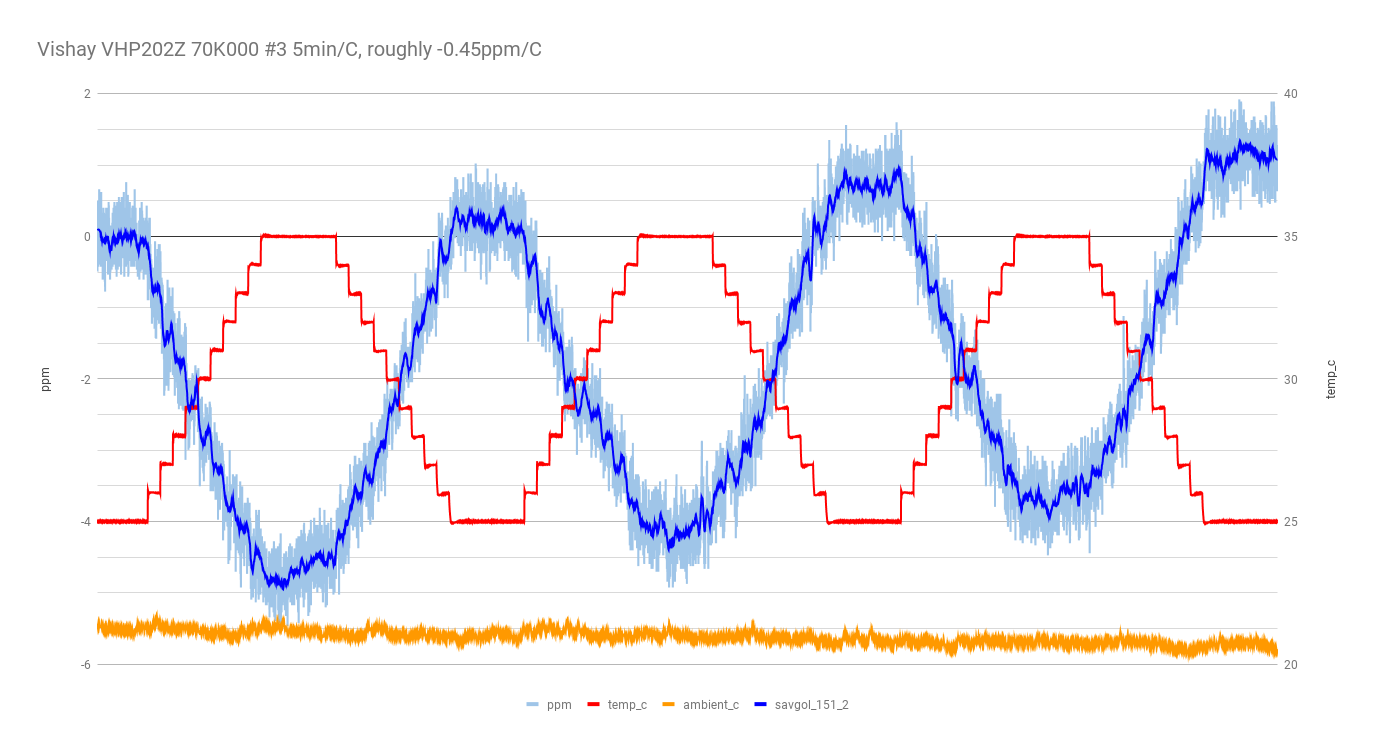 Vishay VHP202Z 70K000 #3 5min/C, roughly -0.45ppm/C
2
40
0
35
-2
30
-4
25
-6
20
ppm
temp_c
ppm temp_c ambient_c savgol_151_2